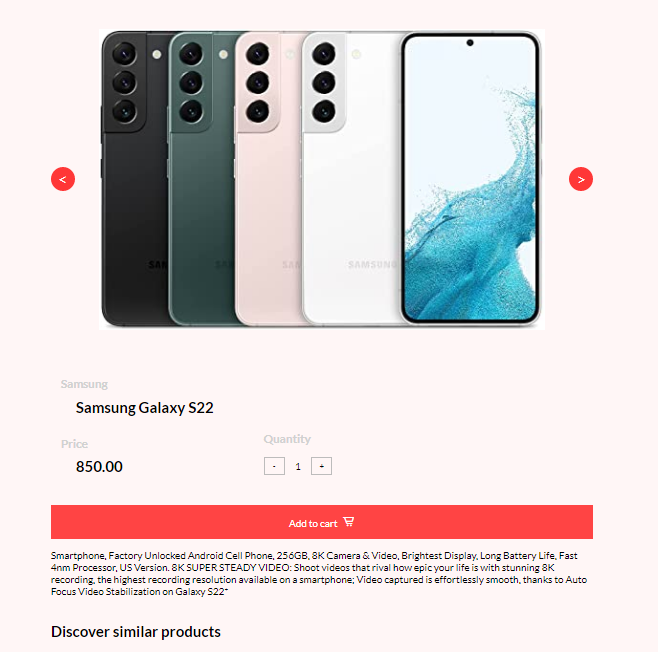 <
>
SAMSUNG
Samsung
Samsung Galaxy S22
Price
850.00
Quantity
- 1 +
Add to cart
Smartphone, Factory Unlocked Android Cell Phone, 256GB, 8K Camera & Video, Brightest Display, Long Battery Life, Fast
4nm Processor, US Version. 8K SUPER STEADY VIDEO: Shoot videos that rival how epic your life is with stunning 8K
recording, the highest recording resolution available on a smartphone; Video captured is effortlessly smooth, thanks to Auto
Focus Video Stabilization on Galaxy S22*
Discover similar products